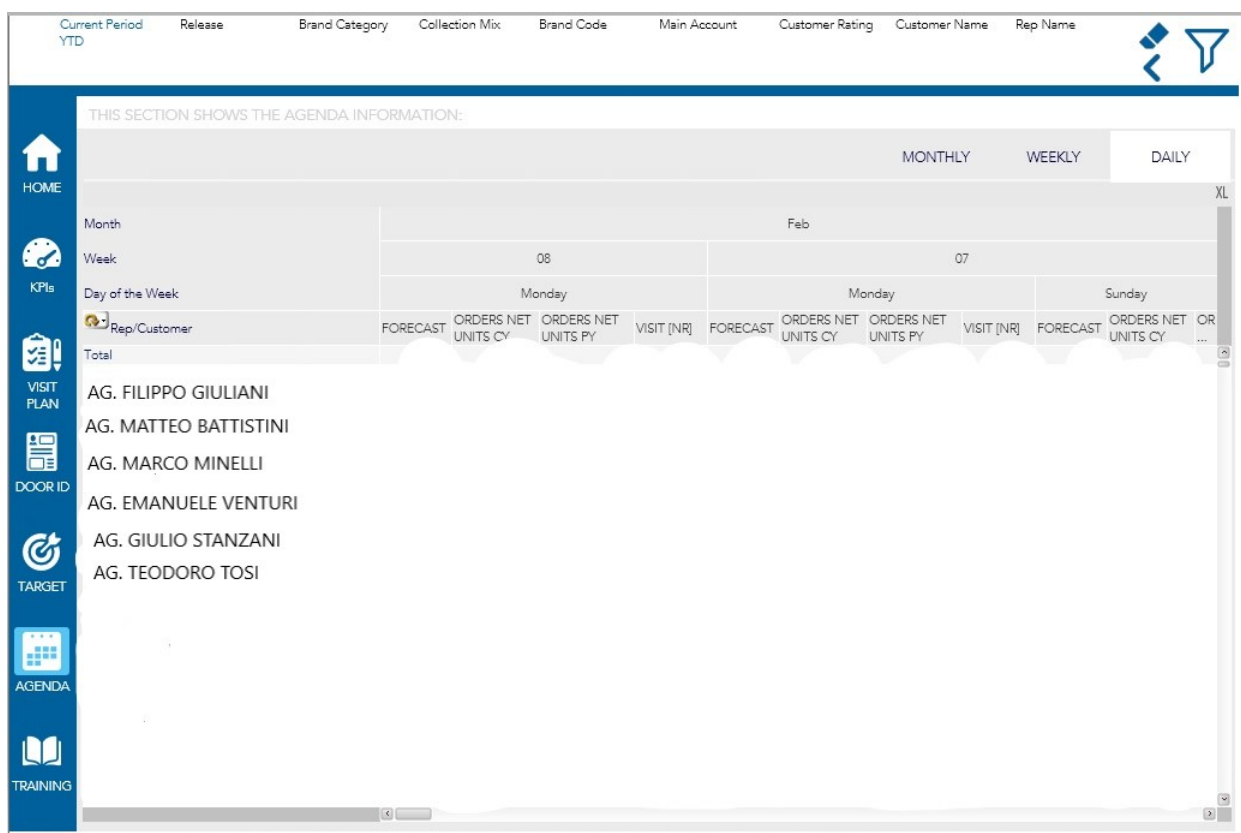 Current Period Release Brand Category Collection Mix Brand Code Main Account Customer Rating Customer Name Rep Name
YTD
THIS SECTION SHOWS THE AGENDA INFORMATION:
MONTHLY WEEKLY DAILY
XL
HOME
KPIs
VISIT
PLAN
DOOR ID
TARGET
AGENDA
TRAINING
Month Feb
Week 08 07
Day of the Week Monday Monday Sunday
Rep/Customer FORECAST ORDERS NET UNITS CY ORDERS NET UNITS PY VISIT [NR] FORECAST ORDERS NET UNITS CY ORDERS NET UNITS PY VISIT [NR] FORECAST ORDERS NET UNITS CY OR ...
Total
AG. FILIPPO GIULIANI
AG. MATTEO BATTISTINI
AG. MARCO MINELLI
AG. EMANUELE VENTURI
AG. GIULIO STANZANI
AG. TEODORO TOSI